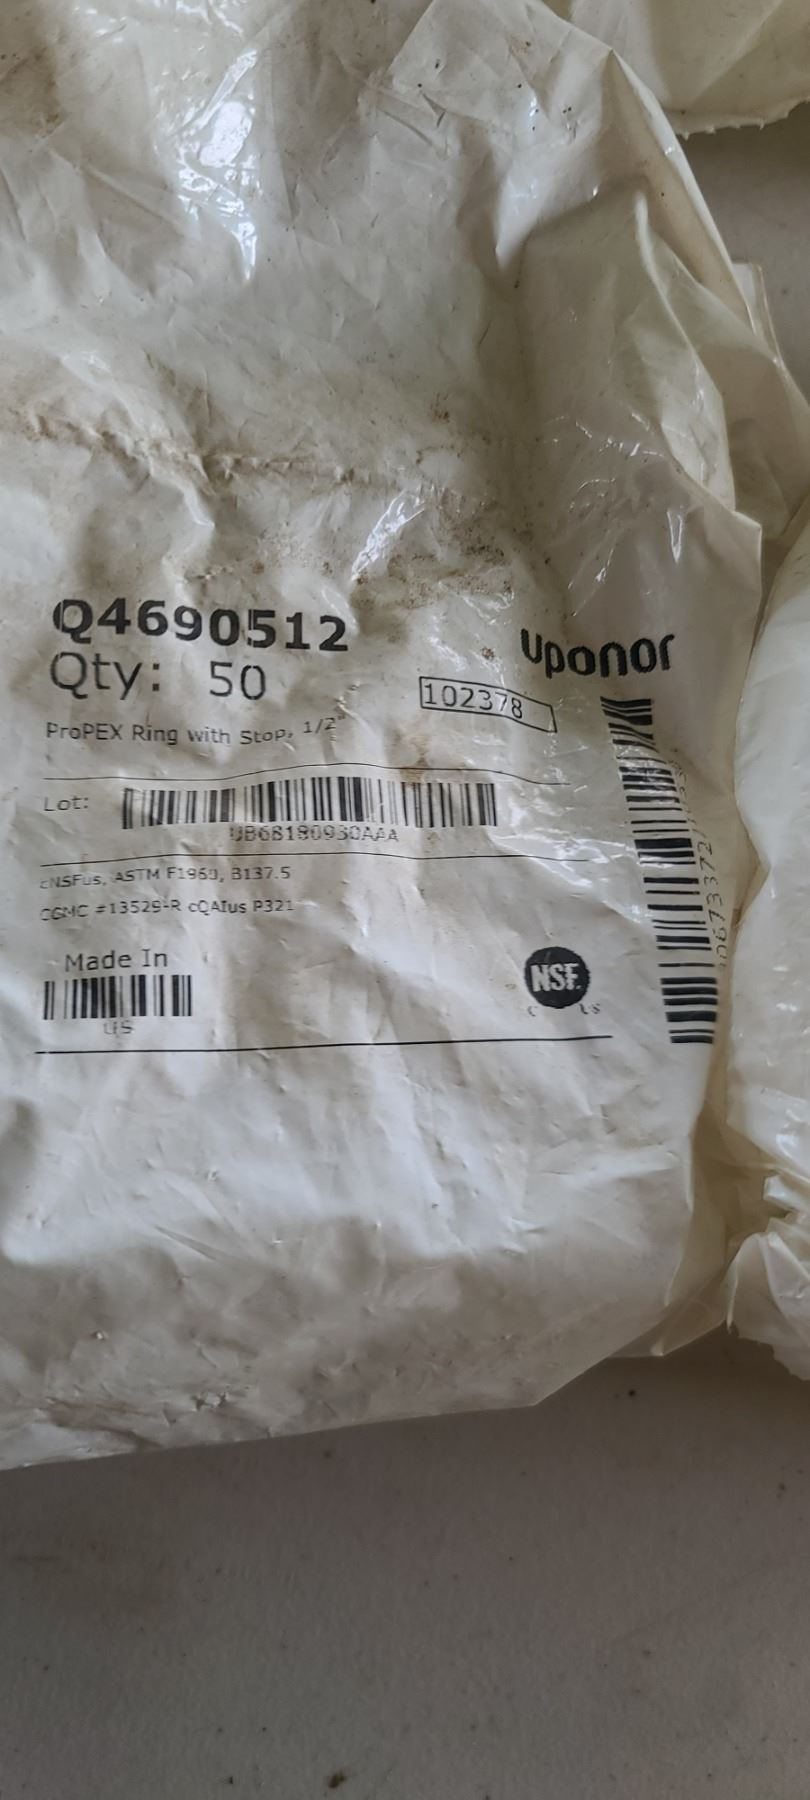 Q4690512
uponor
Qty: 50
102378
ProPEX Ring with Stop, 1/2"
Lot:
UB68180930AAA
cNSFus, ASTM F1960, B137.5
CGMC #13529-R cQAIus P321
Made In
US
NSF.
C US